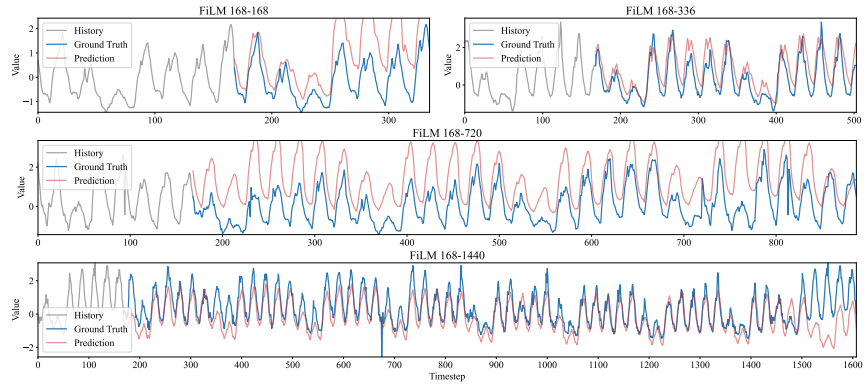 FiLM 168-168
Value
2
1
0
−1
History
Ground Truth
Prediction
0
100
200
300
FiLM 168-336
Value
2
0
History
Ground Truth
Prediction
0
100
200
300
400
500
FiLM 168-720
Value
2
0
History
Ground Truth
Prediction
0
100
200
300
400
500
600
700
800
FiLM 168-1440
Value
2
0
−2
History
Ground Truth
Prediction
0
100
200
300
400
500
600
700
800
900
1000
1100
1200
1300
1400
1500
1600
Timestep